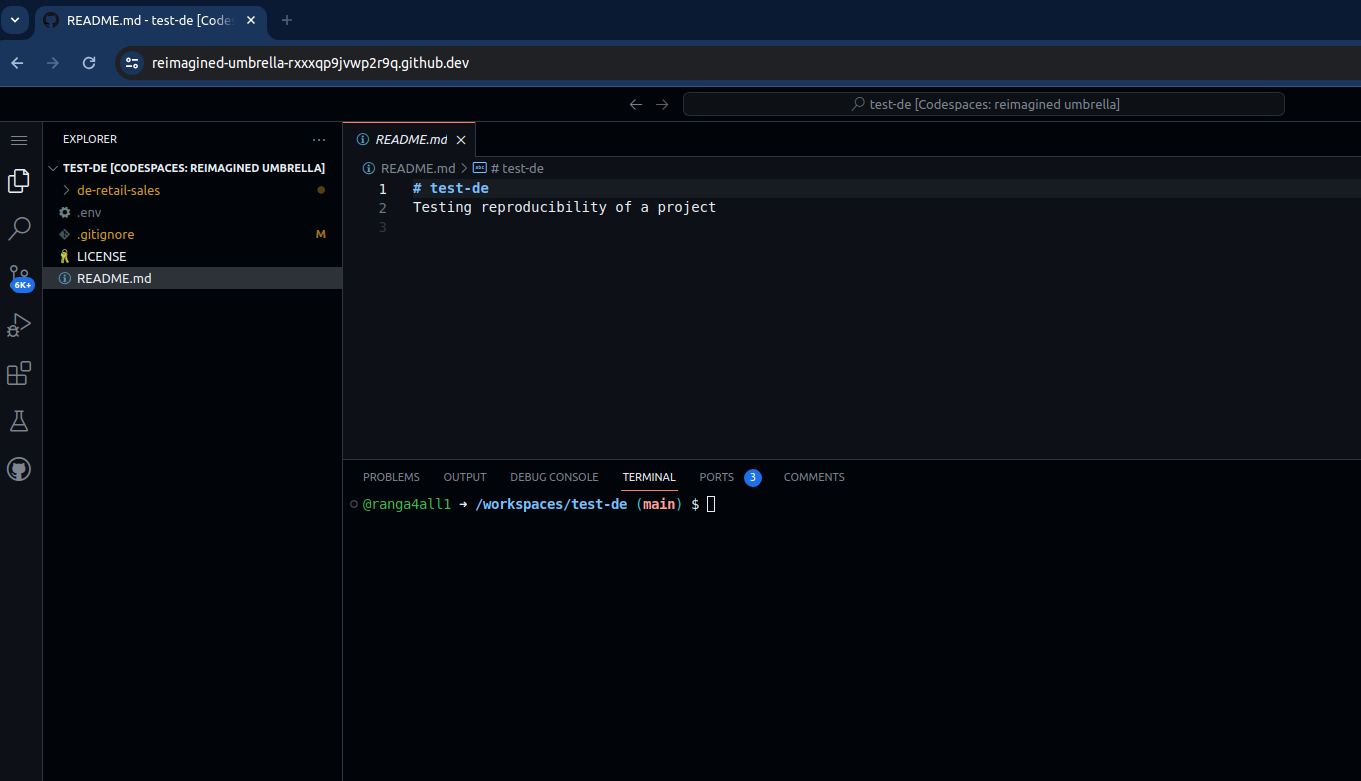 README.md - test-de [Code
reimagined-umbrella-rxxxqp9jvwp2r9q.github.dev
test-de [Codespaces: reimagined umbrella]
EXPLORER
TEST-DE [CODESPACES: REIMAGINED UMBRELLA]
de-retail-sales
.env
.gitignore M
LICENSE
README.md
6K+
README.md
README.md > abc # test-de
1 # test-de
2 Testing reproducibility of a project
3
PROBLEMS OUTPUT DEBUG CONSOLE TERMINAL PORTS 3 COMMENTS
@ranga4all1 ➜ /workspaces/test-de (main) $